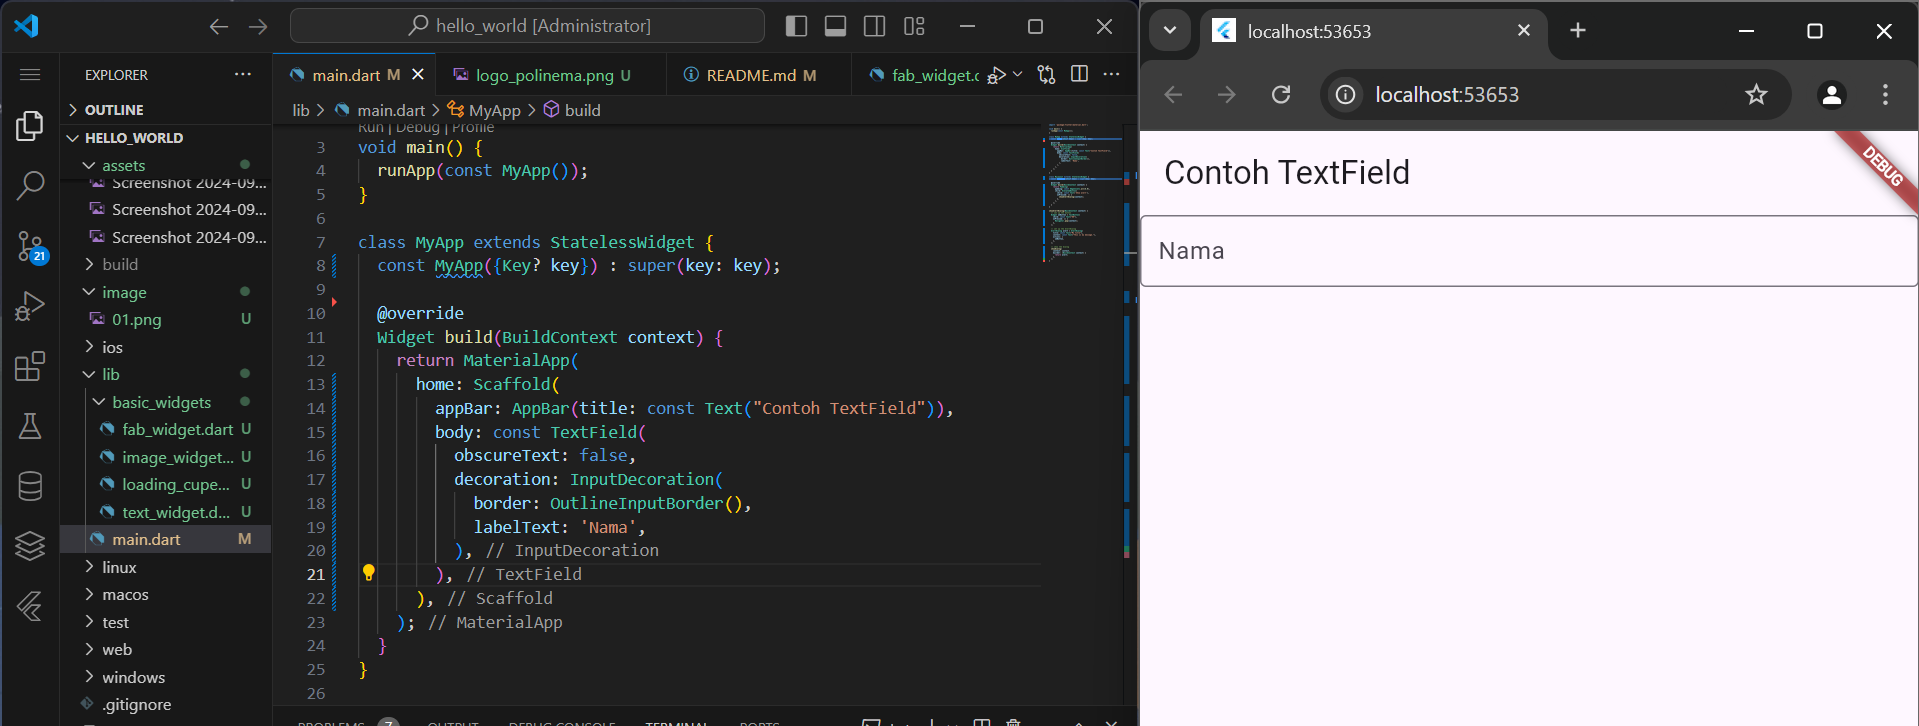 hello_world [Administrator]
EXPLORER
OUTLINE
HELLO_WORLD
assets
Screenshot 2024-09...
Screenshot 2024-09...
Screenshot 2024-09...
build
image
01.png U
ios
lib
basic_widgets
fab_widget.dart U
image_widget... U
loading_cupe... U
text_widget.d... U
main.dart M
linux
macos
test
web
windows
.gitignore
21
main.dart M
logo_polinema.png U
README.md M
fab_widget.c
lib > main.dart > MyApp > build
Run | Debug | Profile
3 void main() {
4 runApp(const MyApp());
5 }
6
7 class MyApp extends StatelessWidget {
8 const MyApp({Key? key}) : super(key: key);
9
10 @override
11 Widget build(BuildContext context) {
12 return MaterialApp(
13 home: Scaffold(
14 appBar: AppBar(title: const Text("Contoh TextField")),
15 body: const TextField(
16 obscureText: false,
17 decoration: InputDecoration(
18 border: OutlineInputBorder(),
19 labelText: 'Nama',
20 ), // InputDecoration
21 ), // TextField
22 ), // Scaffold
23 ); // MaterialApp
24 }
25 }
26
PROBLEMS 7 OUTPUT DEBUG CONSOLE TERMINAL PORTS
localhost:53653
localhost:53653
Contoh TextField
DEBUG
Nama